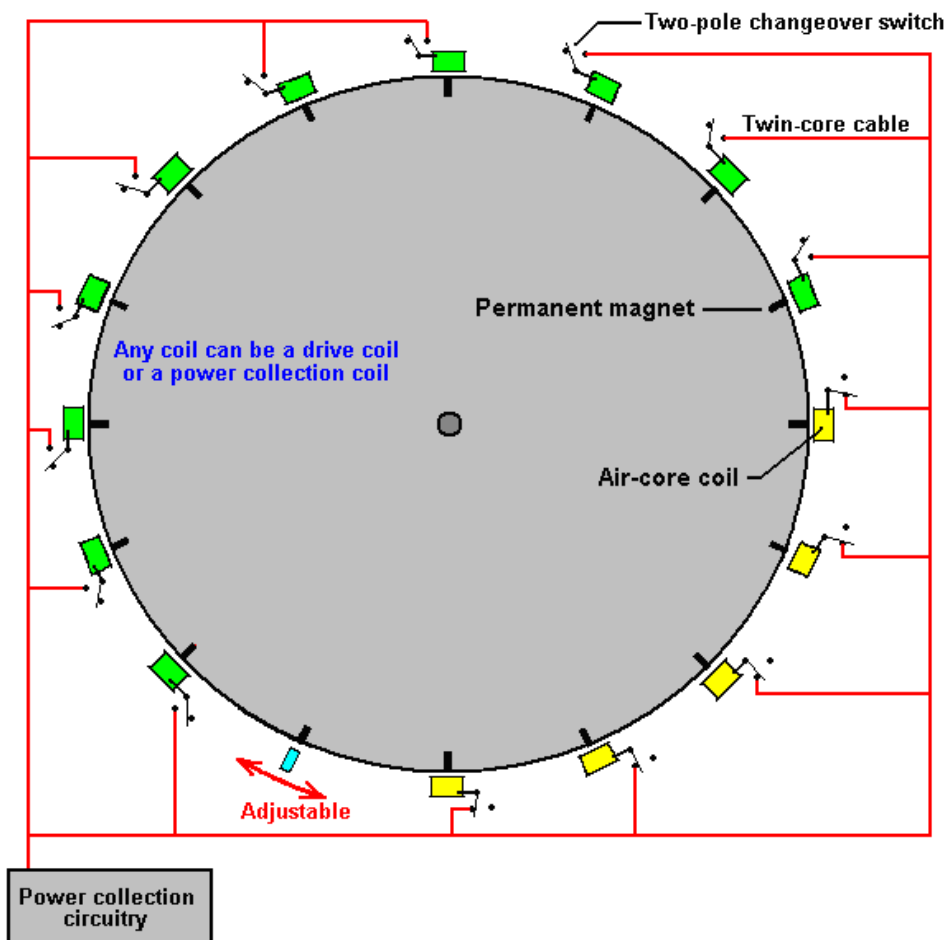 Two-pole changeover switch
Twin-core cable
Permanent magnet
Any coil can be a drive coil
or a power collection coil
Air-core coil
Adjustable
Power collection
circuitry